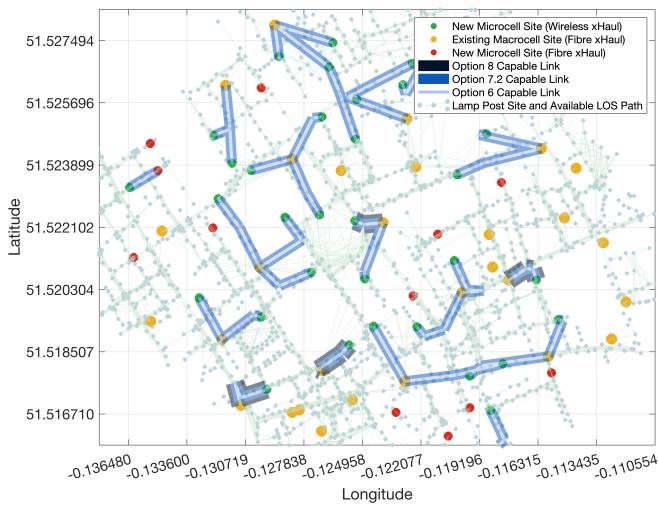 51.527494
51.525696
51.523899
51.522102
51.520304
51.518507
51.516710
Latitude
New Microcell Site (Wireless xHaul)
Existing Macrocell Site (Fibre xHaul)
New Microcell Site (Fibre xHaul)
Option 8 Capable Link
Option 7.2 Capable Link
Option 6 Capable Link
Lamp Post Site and Available LOS Path
-0.136480
-0.133600
-0.130719
-0.127838
-0.124958
-0.122077
-0.119196
-0.116315
-0.113435
-0.110554
Longitude